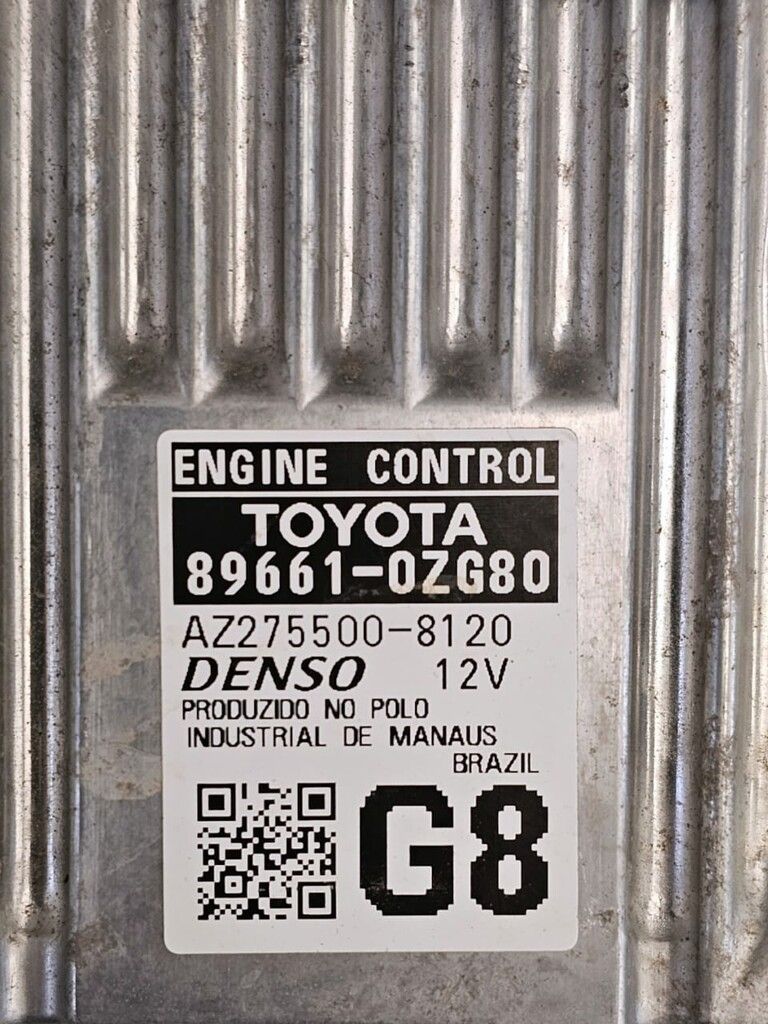 ENGINE CONTROL
TOYOTA
89661-0ZG80
AZ275500-8120
DENSO 12V
PRODUZIDO NO POLO
INDUSTRIAL DE MANAUS
BRAZIL
G8